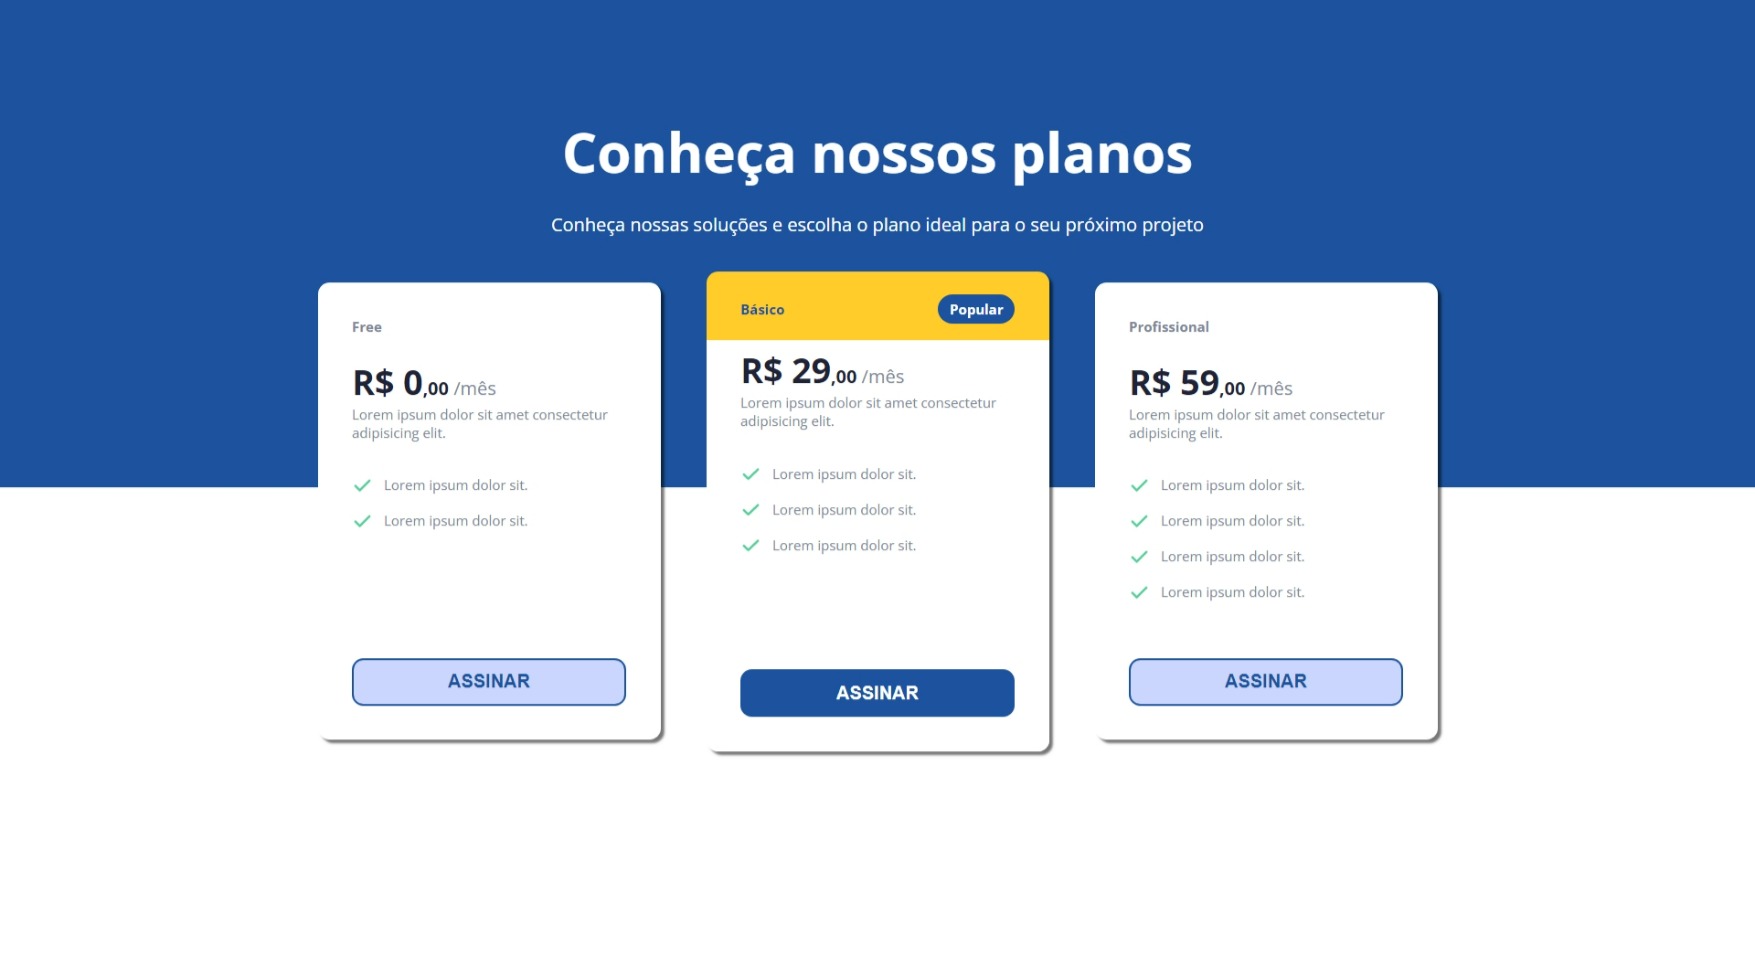 Conheça nossos planos
Conheça nossas soluções e escolha o plano ideal para o seu próximo projeto
Free
R$ 0,00 /mês
Lorem ipsum dolor sit amet consectetur
adipisicing elit.
Lorem ipsum dolor sit.
Lorem ipsum dolor sit.
ASSINAR
Básico
Popular
R$ 29,00 /mês
Lorem ipsum dolor sit amet consectetur
adipisicing elit.
Lorem ipsum dolor sit.
Lorem ipsum dolor sit.
Lorem ipsum dolor sit.
ASSINAR
Profissional
R$ 59,00 /mês
Lorem ipsum dolor sit amet consectetur
adipisicing elit.
Lorem ipsum dolor sit.
Lorem ipsum dolor sit.
Lorem ipsum dolor sit.
Lorem ipsum dolor sit.
ASSINAR